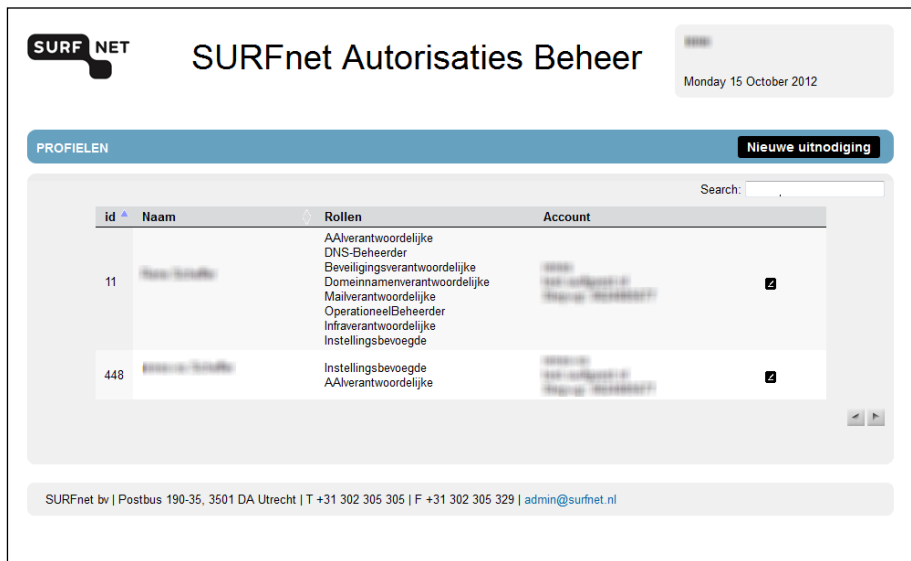 SURF NET
SURFnet Autorisaties Beheer
Monday 15 October 2012
PROFIELEN
Nieuwe uitnodiging
Search:
id Naam Rollen Account
11
AAIverantwoordelijke
DNS-Beheerder
Beveiligingsverantwoordelijke
Domeinnamenverantwoordelijke
Mailverantwoordelijke
OperationeelBeheerder
Infraverantwoordelijke
Instellingsbevoegde
448
Instellingsbevoegde
AAIverantwoordelijke
SURFnet bv | Postbus 190-35, 3501 DA Utrecht | T +31 302 305 305 | F +31 302 305 329 | admin@surfnet.nl